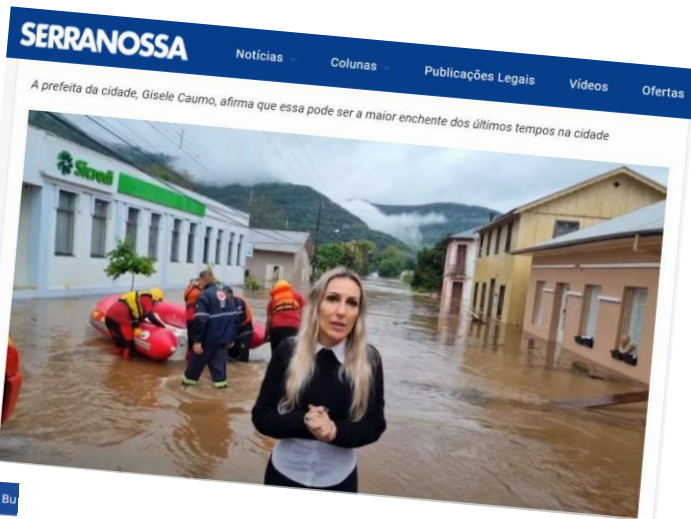 SERRANOSSA
Notícias
Colunas
Publicações Legais
Vídeos
Ofertas
A prefeita da cidade, Gisele Caumo, afirma que essa pode ser a maior enchente dos últimos tempos na cidade
Sicredi